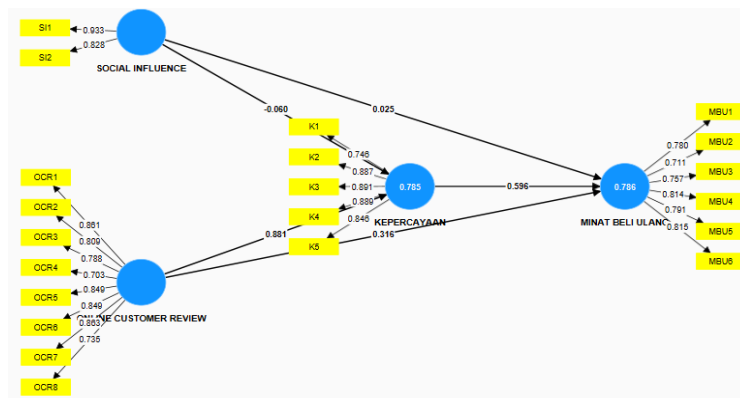 SI1
0.933
SI2
0.828
SOCIAL INFLUENCE
-0.060
0.025
K1
0.746
K2
0.887
K3
0.891
K4
0.889
K5
0.846
0.785
KEPERCAYAAN
0.596
0.881
0.316
MBU1
0.780
MBU2
0.711
MBU3
0.757
MBU4
0.814
MBU5
0.791
MBU6
0.815
0.786
MINAT BELI ULANG
OCR1
0.861
OCR2
0.809
OCR3
0.788
OCR4
0.703
OCR5
0.849
OCR6
0.849
OCR7
0.863
OCR8
0.735
ONLINE CUSTOMER REVIEW